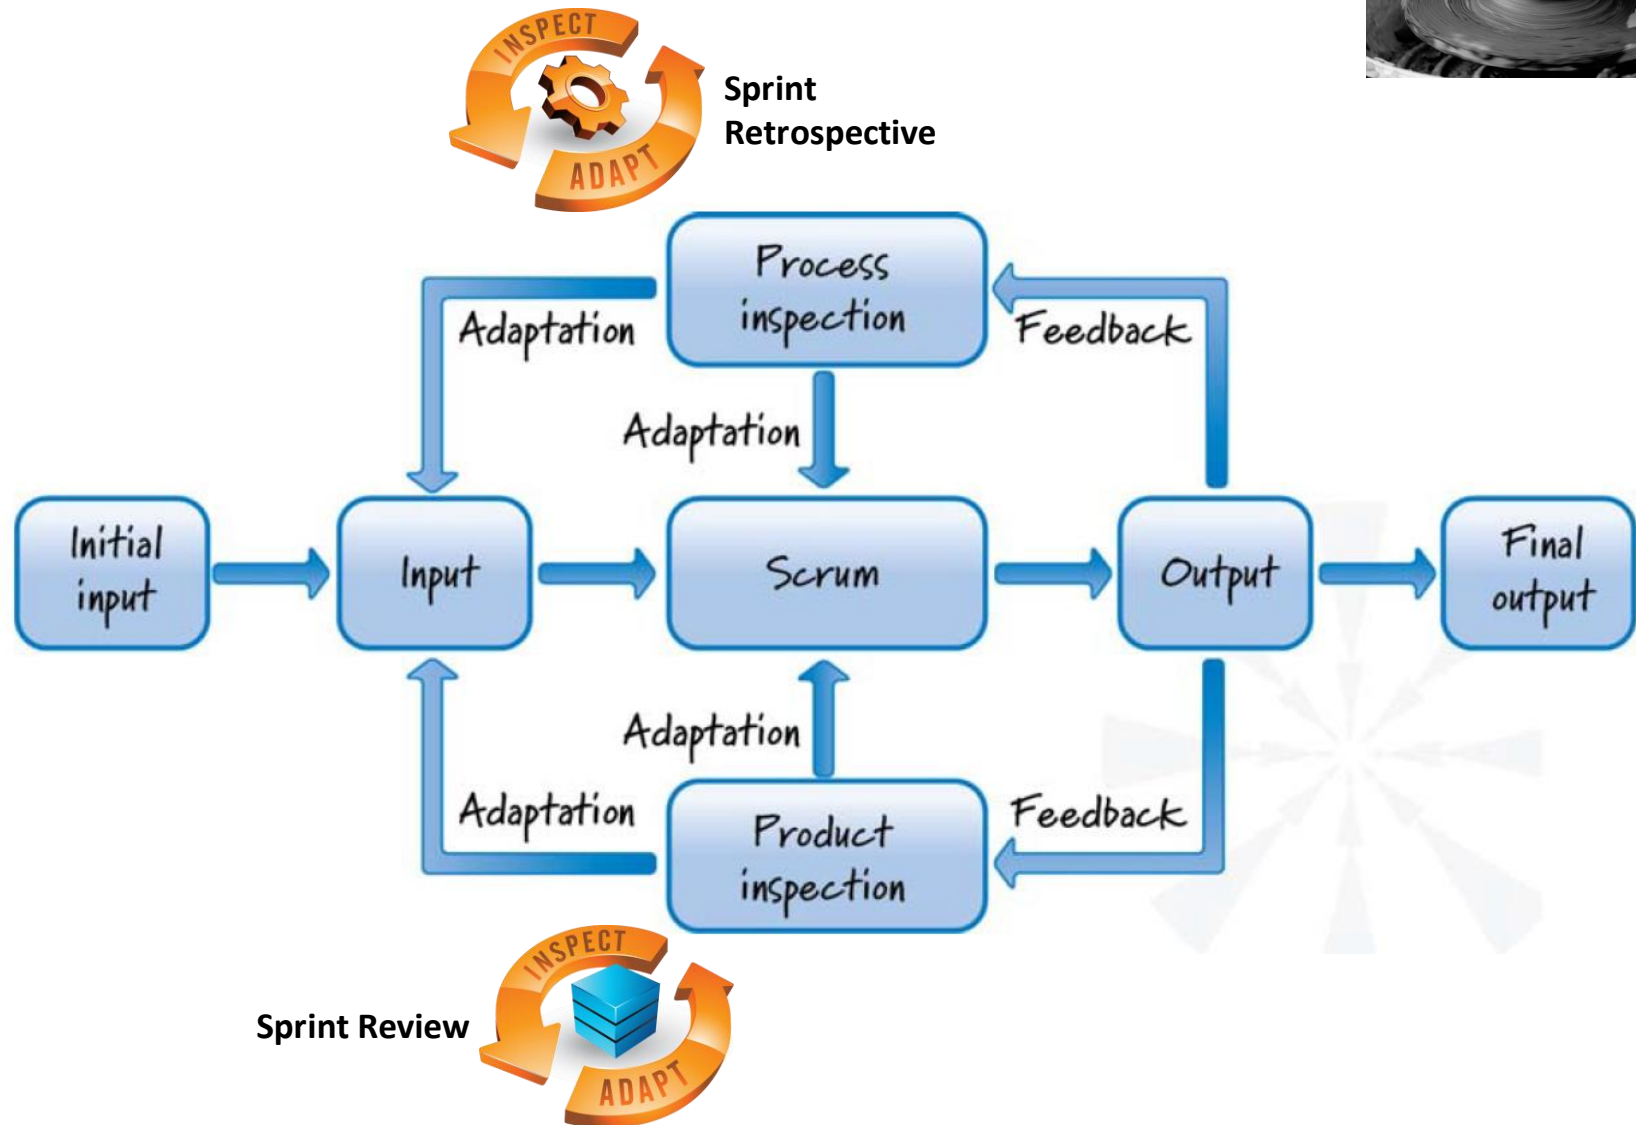 INSPECT
ADAPT
Sprint
Retrospective
Process
inspection
Adaptation
Feedback
Adaptation
Initial
input
Input
Scrum
Output
Final
output
Adaptation
Adaptation
Feedback
Product
inspection
INSPECT
ADAPT
Sprint Review